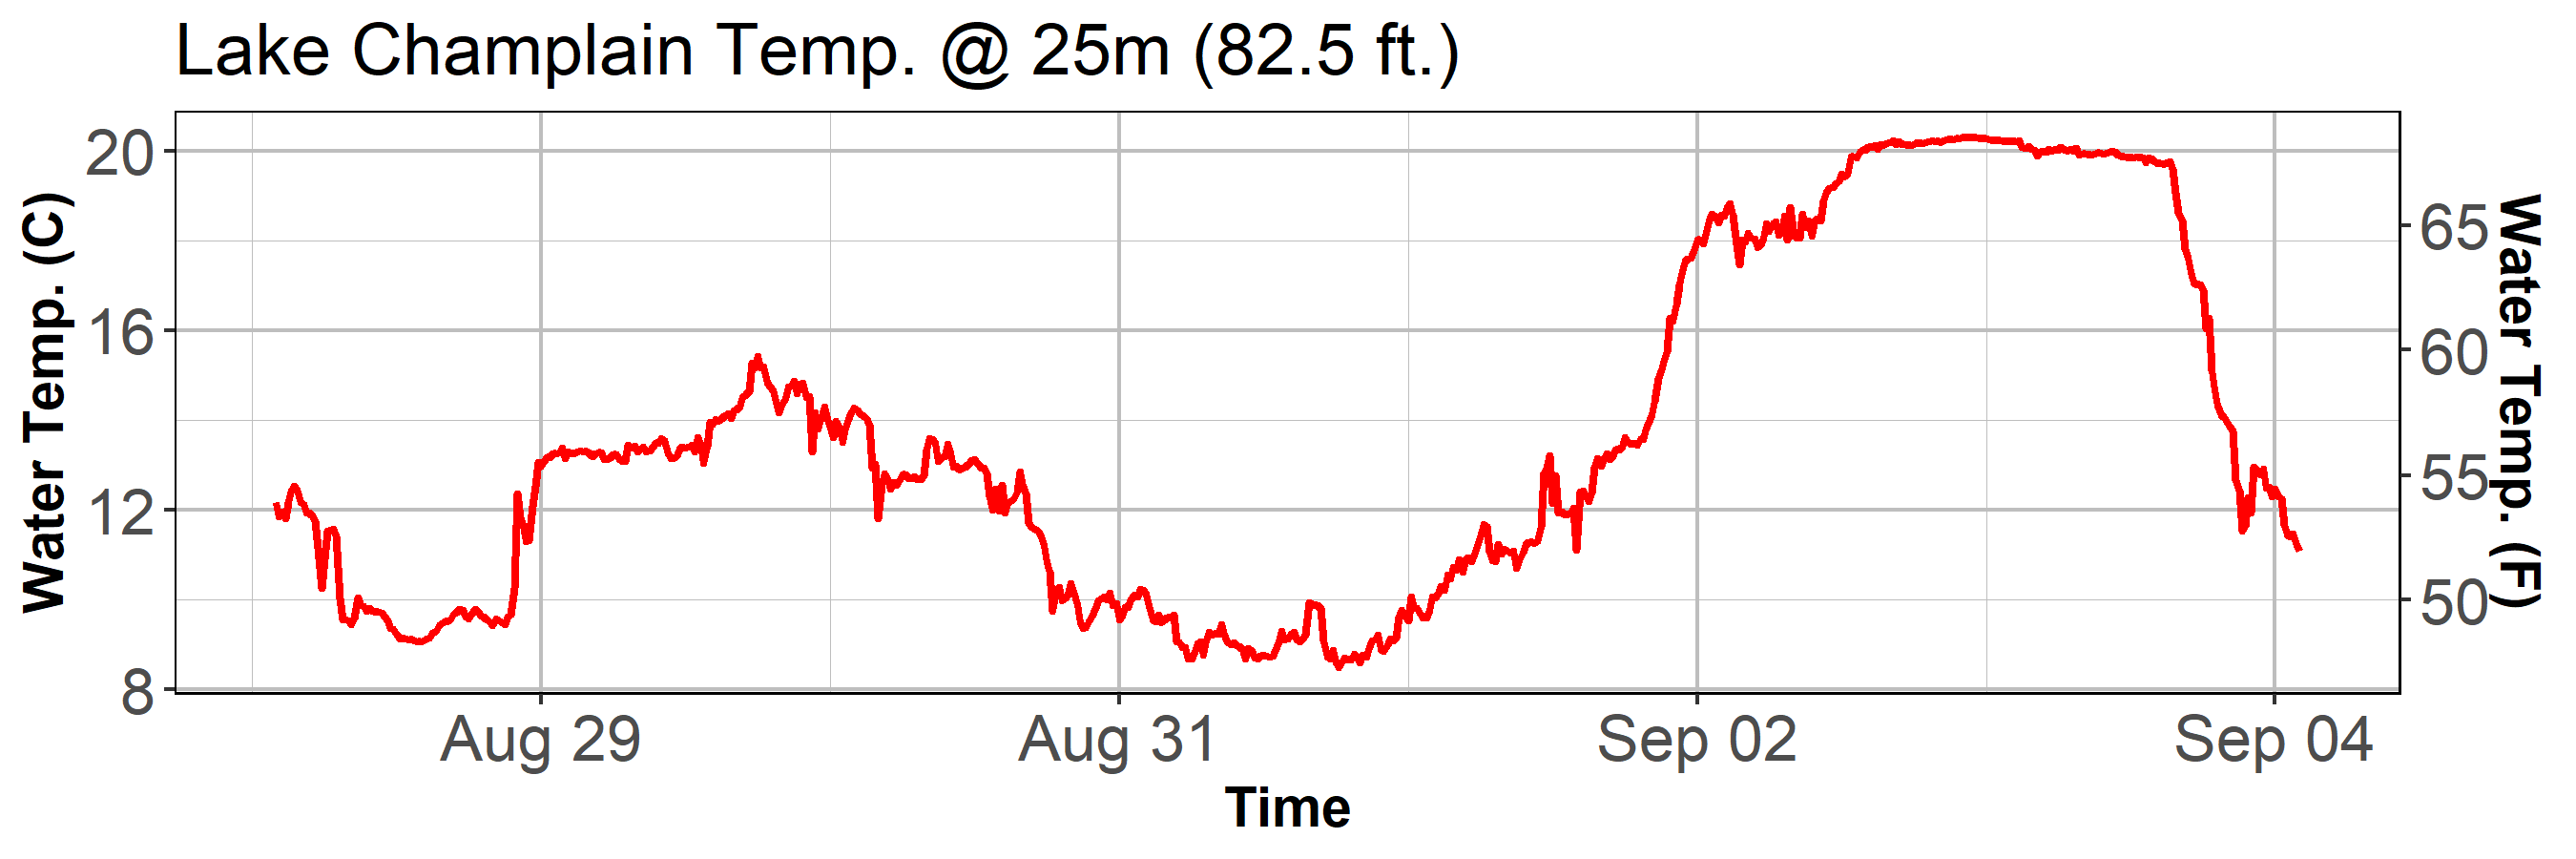 Lake Champlain Temp. @ 25m (82.5 ft.)
Water Temp. (C)
20
16
12
8
65
60
55
50
Water Temp. (F)
Aug 29 Aug 31 Sep 02 Sep 04
Time